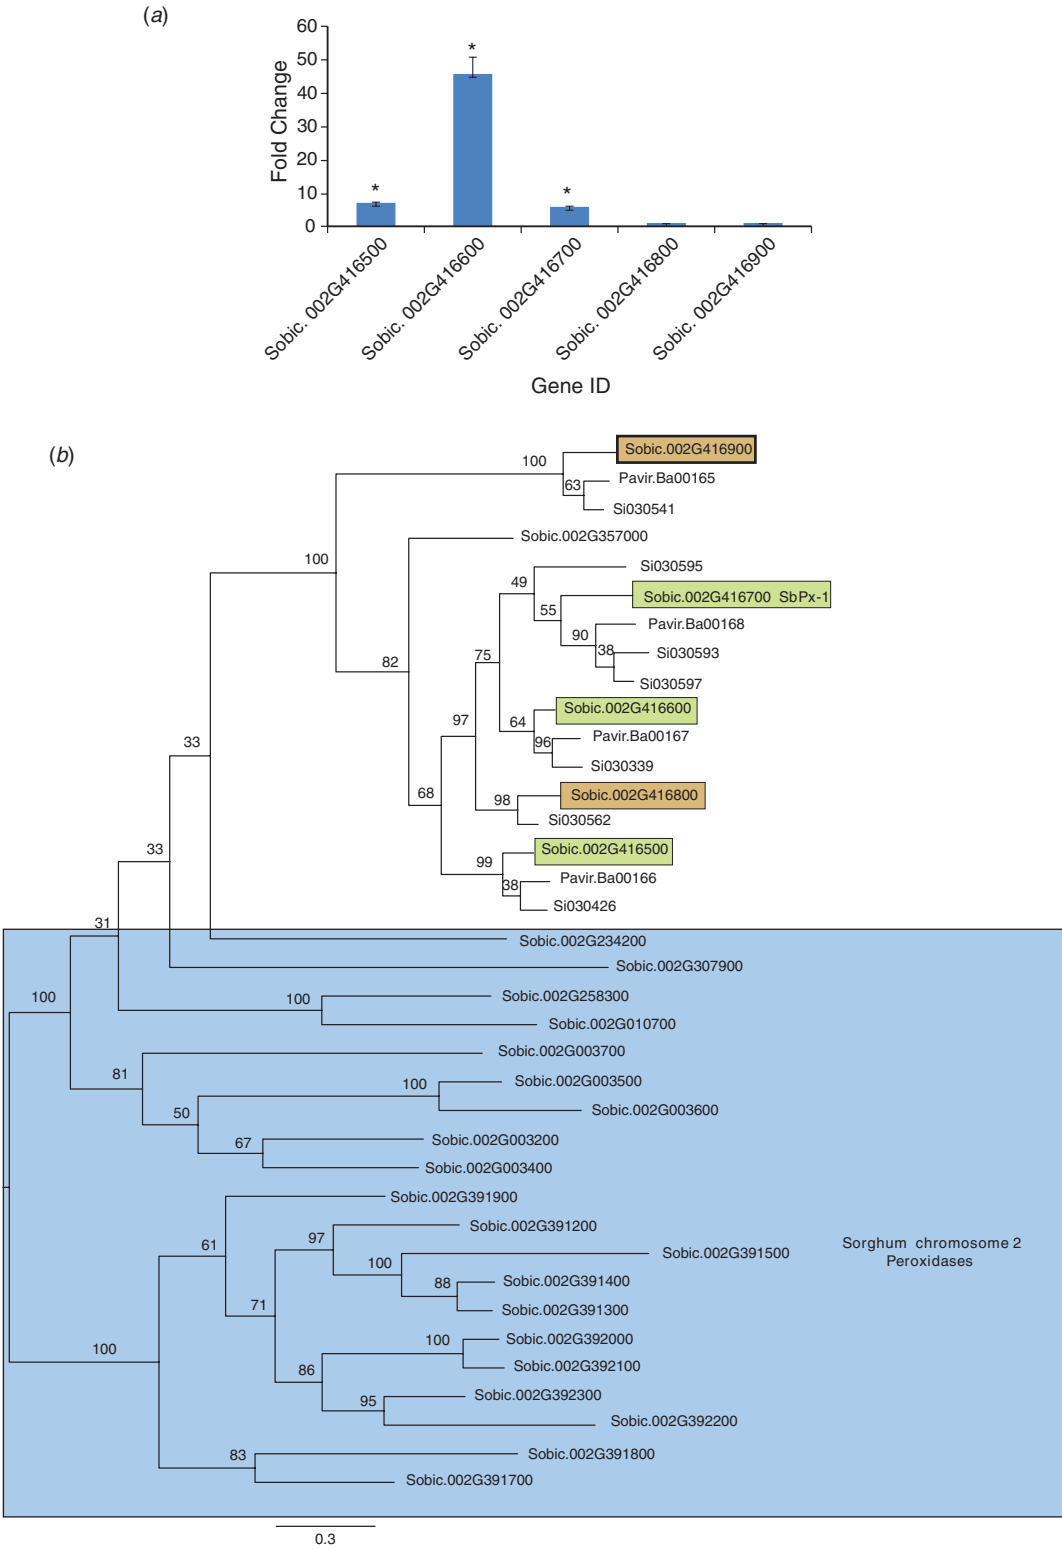 (a)
60
50
40
30
20
10
0
Fold Change
*
*
*
Sobic. 002G416500
Sobic. 002G416600
Sobic. 002G416700
Sobic. 002G416800
Sobic. 002G416900
Gene ID
(b)
Sobic.002G416900
100
Pavir.Ba00165
63
Si030541
Sobic.002G357000
100
Si030595
49
Sobic.002G416700 SbPx-1
55
Pavir.Ba00168
90
38
Si030593
75
82
Si030597
Sobic.002G416600
64
97
Pavir.Ba00167
96
33
Si030339
68
98
Sobic.002G416800
Si030562
33
Sobic.002G416500
99
Pavir.Ba00166
38
Si030426
31
Sobic.002G234200
Sobic.002G307900
100
100
Sobic.002G258300
Sobic.002G010700
Sobic.002G003700
81
100
Sobic.002G003500
50
Sobic.002G003600
67
Sobic.002G003200
Sobic.002G003400
Sobic.002G391900
97
Sobic.002G391200
61
Sobic.002G391500
100
Sorghum chromosome 2
Peroxidases
88
Sobic.002G391400
71
Sobic.002G391300
100
Sobic.002G392000
100
Sobic.002G392100
86
95
Sobic.002G392300
Sobic.002G392200
83
Sobic.002G391800
Sobic.002G391700
0.3